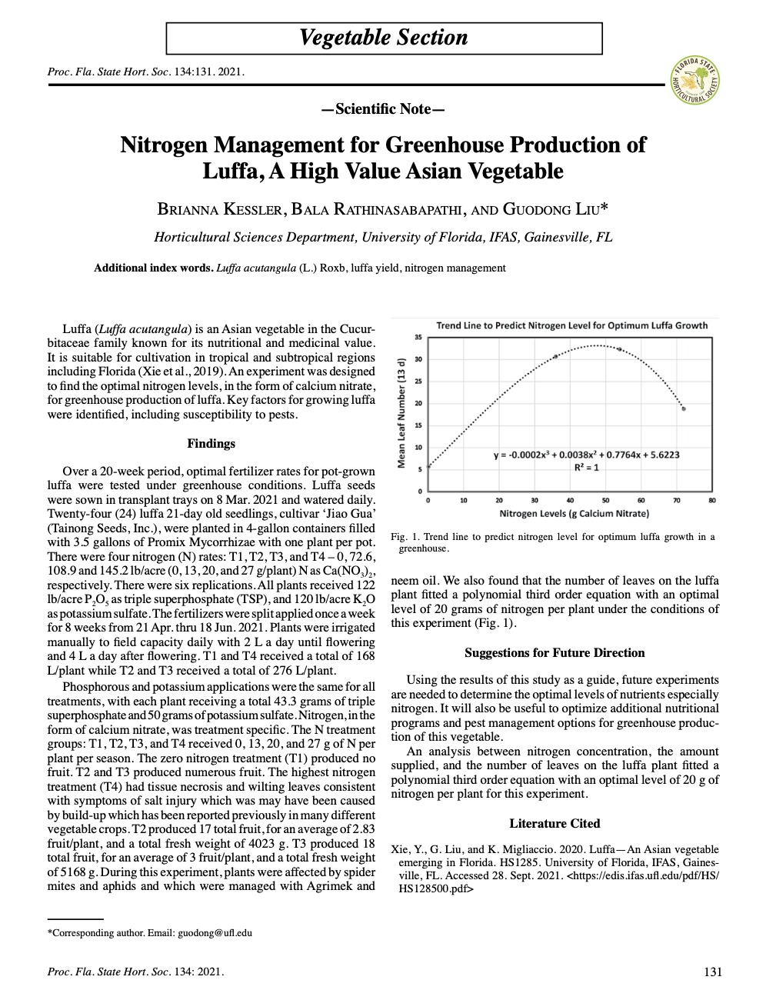 Vegetable Section
Proc. Fla. State Hort. Soc. 134:131. 2021.
FLORIDA STATE
HORTICULTURAL SOCIETY
—Scientific Note—
Nitrogen Management for Greenhouse Production of
Luffa, A High Value Asian Vegetable
Brianna Kessler, Bala Rathinasabapathi, and Guodong Liu*
Horticultural Sciences Department, University of Florida, IFAS, Gainesville, FL
Additional index words. Luffa acutangula (L.) Roxb, luffa yield, nitrogen management
Luffa (Luffa acutangula) is an Asian vegetable in the Cucur-
bitaceae family known for its nutritional and medicinal value.
It is suitable for cultivation in tropical and subtropical regions
including Florida (Xie et al., 2019). An experiment was designed
to find the optimal nitrogen levels, in the form of calcium nitrate,
for greenhouse production of luffa. Key factors for growing luffa
were identified, including susceptibility to pests.
Findings
Over a 20-week period, optimal fertilizer rates for pot-grown
luffa were tested under greenhouse conditions. Luffa seeds
were sown in transplant trays on 8 Mar. 2021 and watered daily.
Twenty-four (24) luffa 21-day old seedlings, cultivar ‘Jiao Gua’
(Tainong Seeds, Inc.), were planted in 4-gallon containers filled
with 3.5 gallons of Promix Mycorrhizae with one plant per pot.
There were four nitrogen (N) rates: T1, T2, T3, and T4 – 0, 72.6,
108.9 and 145.2 lb/acre (0, 13, 20, and 27 g/plant) N as Ca(NO3)2,
respectively. There were six replications. All plants received 122
lb/acre P2O5 as triple superphosphate (TSP), and 120 lb/acre K2O
as potassium sulfate. The fertilizers were split applied once a week
for 8 weeks from 21 Apr. thru 18 Jun. 2021. Plants were irrigated
manually to field capacity daily with 2 L a day until flowering
and 4 L a day after flowering. T1 and T4 received a total of 168
L/plant while T2 and T3 received a total of 276 L/plant.
Phosphorous and potassium applications were the same for all
treatments, with each plant receiving a total 43.3 grams of triple
superphosphate and 50 grams of potassium sulfate. Nitrogen, in the
form of calcium nitrate, was treatment specific. The N treatment
groups: T1, T2, T3, and T4 received 0, 13, 20, and 27 g of N per
plant per season. The zero nitrogen treatment (T1) produced no
fruit. T2 and T3 produced numerous fruit. The highest nitrogen
treatment (T4) had tissue necrosis and wilting leaves consistent
with symptoms of salt injury which was may have been caused
by build-up which has been reported previously in many different
vegetable crops. T2 produced 17 total fruit, for an average of 2.83
fruit/plant, and a total fresh weight of 4023 g. T3 produced 18
total fruit, for an average of 3 fruit/plant, and a total fresh weight
of 5168 g. During this experiment, plants were affected by spider
mites and aphids and which were managed with Agrimek and
*Corresponding author. Email: guodong@ufl.edu
Trend Line to Predict Nitrogen Level for Optimum Luffa Growth
Mean Leaf Number (13 d)
35
30
25
20
15
10
5
0
y = -0.0002x³ + 0.0038x² + 0.7764x + 5.6223
R² = 1
0 10 20 30 40 50 60 70 80
Nitrogen Levels (g Calcium Nitrate)
Fig. 1. Trend line to predict nitrogen level for optimum luffa growth in a
greenhouse.
neem oil. We also found that the number of leaves on the luffa
plant fitted a polynomial third order equation with an optimal
level of 20 grams of nitrogen per plant under the conditions of
this experiment (Fig. 1).
Suggestions for Future Direction
Using the results of this study as a guide, future experiments
are needed to determine the optimal levels of nutrients especially
nitrogen. It will also be useful to optimize additional nutritional
programs and pest management options for greenhouse produc-
tion of this vegetable.
An analysis between nitrogen concentration, the amount
supplied, and the number of leaves on the luffa plant fitted a
polynomial third order equation with an optimal level of 20 g of
nitrogen per plant for this experiment.
Literature Cited
Xie, Y., G. Liu, and K. Migliaccio. 2020. Luffa—An Asian vegetable
emerging in Florida. HS1285. University of Florida, IFAS, Gaines-
ville, FL. Accessed 28. Sept. 2021. <https://edis.ifas.ufl.edu/pdf/HS/
HS128500.pdf>
Proc. Fla. State Hort. Soc. 134: 2021.
131